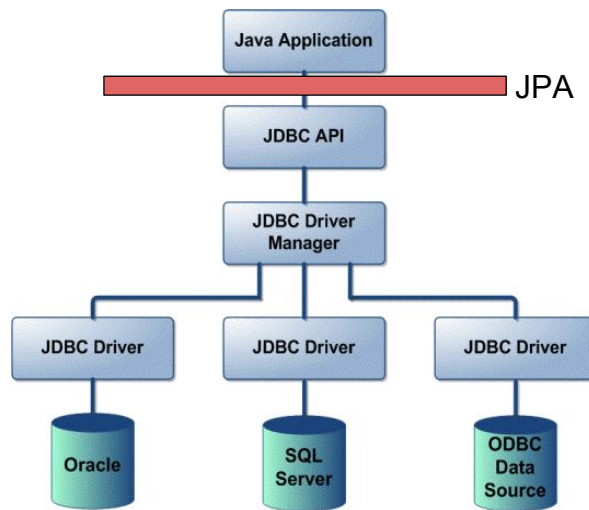 Java Application
JPA
JDBC API
JDBC Driver
Manager
JDBC Driver
JDBC Driver
JDBC Driver
Oracle
SQL
Server
ODBC
Data
Source